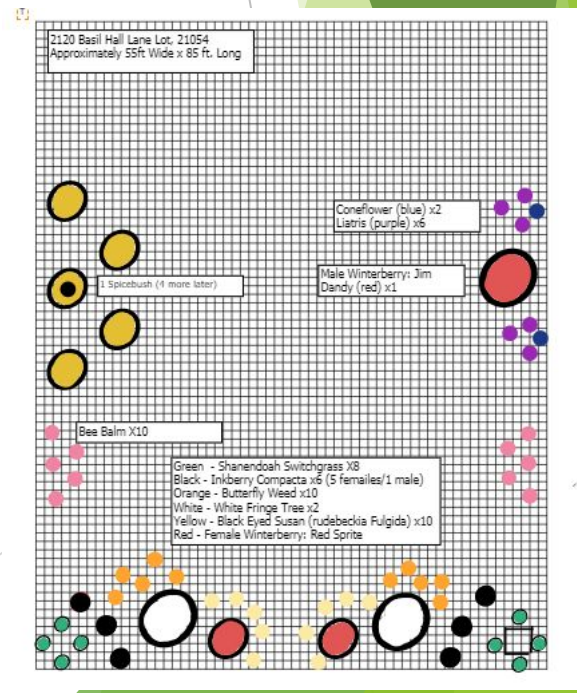 2120 Basil Hall Lane Lot, 21054
Approximately 55ft Wide x 85 ft. Long
Coneflower (blue) x2
Liatris (purple) x6
Male Winterberry: Jim
Dandy (red) x1
1 Spicebush (4 more later)
Bee Balm X10
Green - Shanendoah Switchgrass X8
Black - Inkberry Compacta x6 (5 femailes/1 male)
Orange - Butterfly Weed x10
White - White Fringe Tree x2
Yellow - Black Eyed Susan (rudebeckia Fulgida) x10
Red - Female Winterberry: Red Sprite